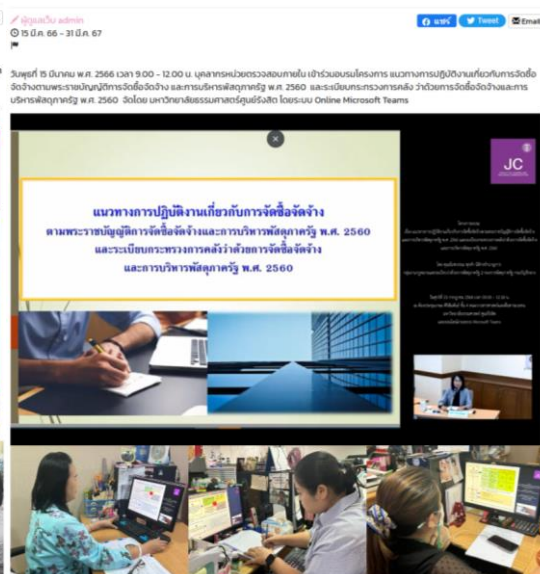 ผู้ดูแลเว็บ admin
15 มี.ค. 66 - 31 มี.ค. 67
แชร์
Tweet
Email
วันพุธที่ 15 มีนาคม พ.ศ. 2566 เวลา 9.00 - 12.00 น. บุคลากรหน่วยตรวจสอบภายใน เข้าร่วมอบรมโครงการ แนวทางการปฏิบัติงานเกี่ยวกับการจัดซื้อ
จัดจ้างตามพระราชบัญญัติการจัดซื้อจัดจ้าง และการบริหารพัสดุภาครัฐ พ.ศ. 2560 และระเบียบกระทรวงการคลัง ว่าด้วยการจัดซื้อจัดจ้างและการ
บริหารพัสดุภาครัฐ พ.ศ. 2560 จัดโดย มหาวิทยาลัยธรรมศาสตร์ศูนย์รังสิต โดยระบบ Online Microsoft Teams
แนวทางการปฏิบัติงานเกี่ยวกับการจัดซื้อจัดจ้าง
ตามพระราชบัญญัติการจัดซื้อจัดจ้างและการบริหารพัสดุภาครัฐ พ.ศ. 2560
และระเบียบกระทรวงการคลังว่าด้วยการจัดซื้อจัดจ้าง
และการบริหารพัสดุภาครัฐ พ.ศ. 2560
JC